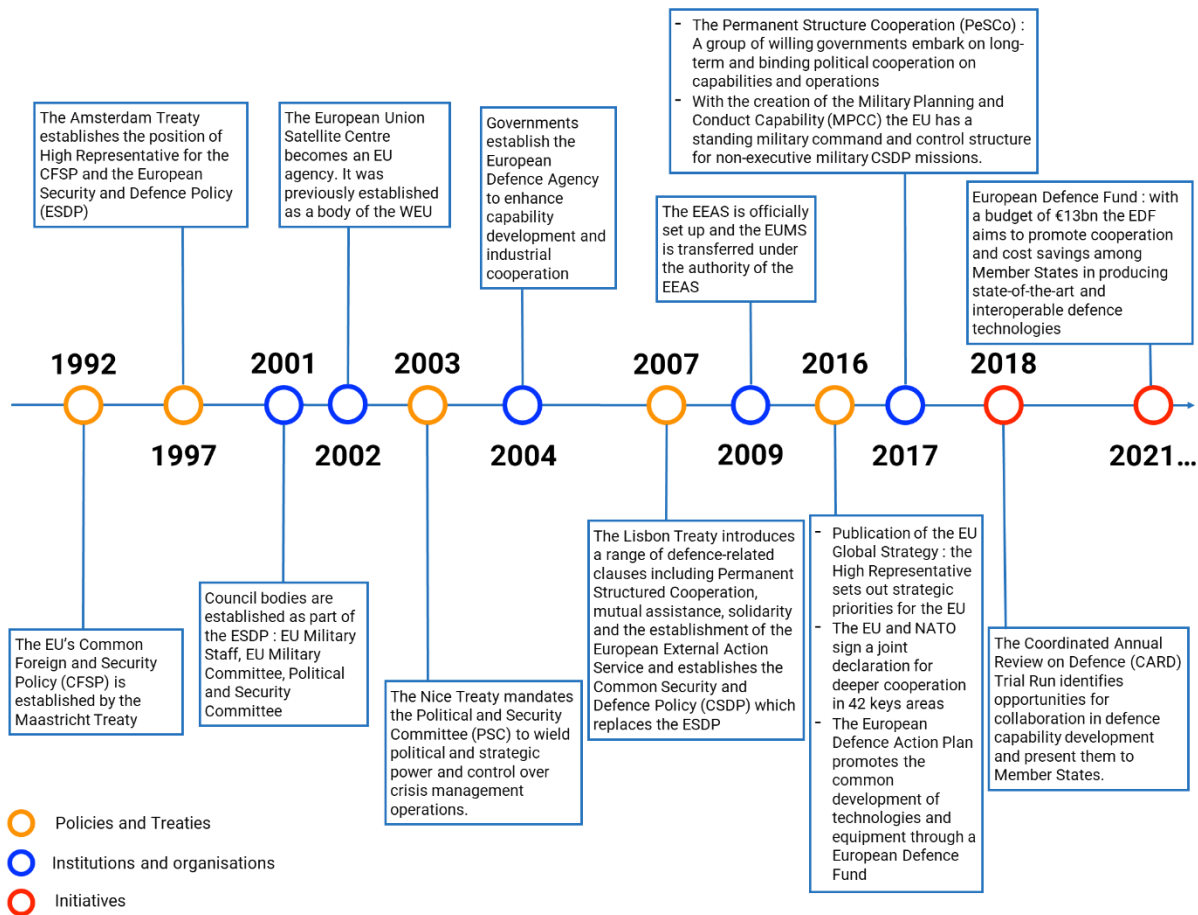 - The Permanent Structure Cooperation (PeSCo) :
A group of willing governments embark on long-
term and binding political cooperation on
capabilities and operations
- With the creation of the Military Planning and
Conduct Capability (MPCC) the EU has a
standing military command and control structure
for non-executive military CSDP missions.
The Amsterdam Treaty
establishes the position of
High Representative for the
CFSP and the European
Security and Defence Policy
(ESDP)
The European Union
Satellite Centre
becomes an EU
agency. It was
previously established
as a body of the WEU
Governments
establish the
European
Defence Agency
to enhance
capability
development and
industrial
cooperation
The EEAS is officially
set up and the EUMS
is transferred under
the authority of the
EEAS
European Defence Fund : with
a budget of €13bn the EDF
aims to promote cooperation
and cost savings among
Member States in producing
state-of-the-art and
interoperable defence
technologies
1992
2001
2003
2007
2016
2018
1997
2002
2004
2009
2017
2021...
The EU's Common
Foreign and Security
Policy (CFSP) is
established by the
Maastricht Treaty
Council bodies are
established as part of
the ESDP : EU Military
Staff, EU Military
Committee, Political and
Security
Committee
The Nice Treaty mandates
the Political and Security
Committee (PSC) to wield
political and strategic
power and control over
crisis management
operations.
The Lisbon Treaty introduces
a range of defence-related
clauses including Permanent
Structured Cooperation,
mutual assistance, solidarity
and the establishment of the
European External Action
Service and establishes the
Common Security and
Defence Policy (CSDP) which
replaces the ESDP
- Publication of the EU
Global Strategy : the
High Representative
sets out strategic
priorities for the EU
- The EU and NATO
sign a joint
declaration for
deeper cooperation
in 42 keys areas
- The European
Defence Action Plan
promotes the
common
development of
technologies and
equipment through a
European Defence
Fund
The Coordinated Annual
Review on Defence (CARD)
Trial Run identifies
opportunities for
collaboration in defence
capability development
and present them to
Member States.
Policies and Treaties
Institutions and organisations
Initiatives